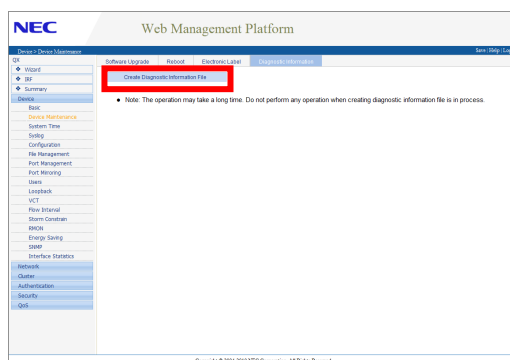 NEC
Web Management Platform
Device > Device Maintenance
Save | Help |
QX
Wizard
IRF
Summary
Device
Basic
Device Maintenance
System Time
Syslog
Configuration
File Management
Port Management
Port Mirroring
Users
Loopback
VCT
Flow Interval
Storm Constrain
RMON
Energy Saving
SNMP
Interface Statistics
Network
Cluster
Authentication
Security
QoS
Software Upgrade Reboot Electronic Label Diagnostic Information
Create Diagnostic Information File
Note: The operation may take a long time. Do not perform any operation when creating diagnostic information file is in process.